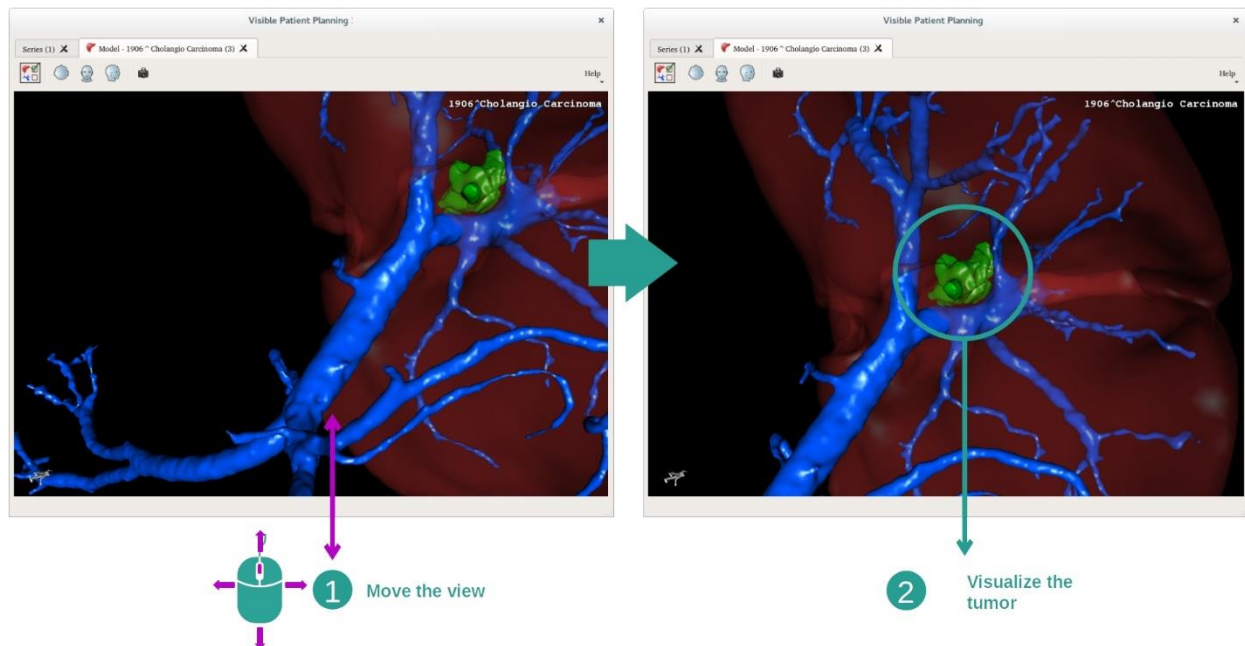 Visible Patient Planning
Series (1)
Model - 1906 ^ Cholangio Carcinoma (3)
Help
1906^Cholangio Carcinoma
Visible Patient Planning
Series (1)
Model - 1906 ^ Cholangio Carcinoma (3)
Help
1906^Cholangio Carcinoma
1
Move the view
2
Visualize the
tumor